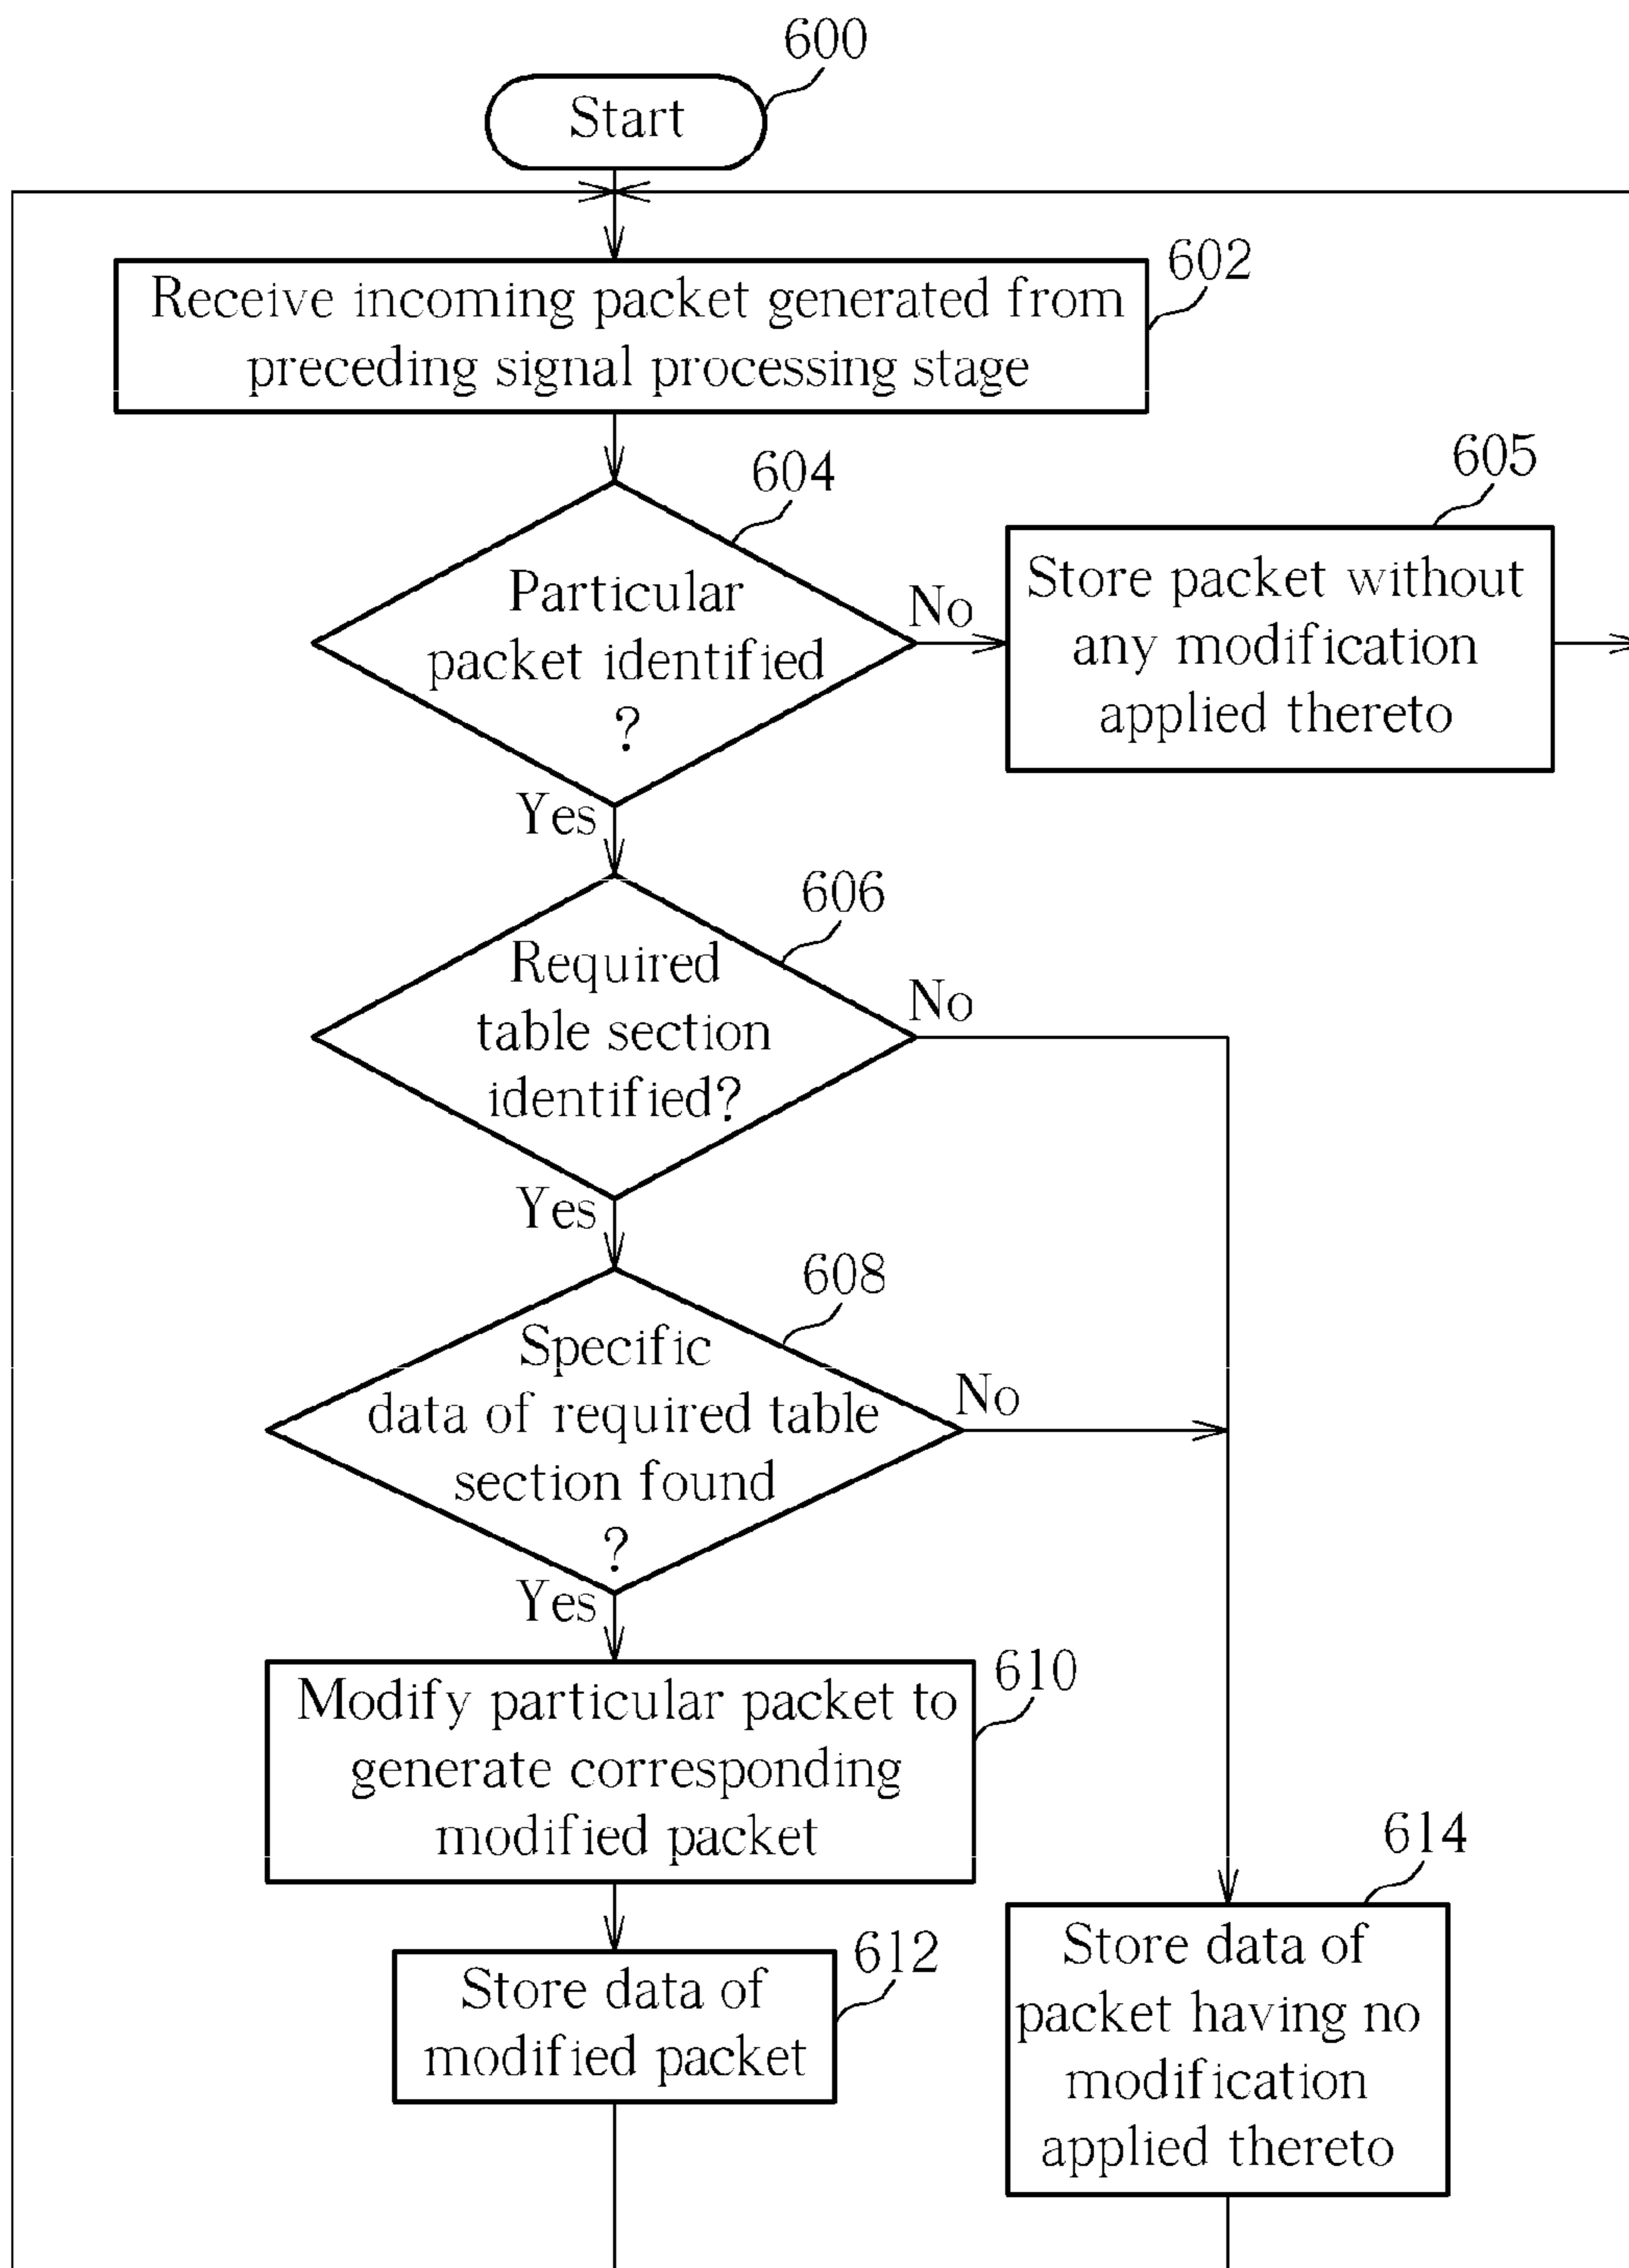 600
Start
602
Receive incoming packet generated from
preceding signal processing stage
604
Particular
packet identified
?
No
605
Store packet without
any modification
applied thereto
Yes
606
Required
table section
identified?
No
Yes
608
Specific
data of required table
section found
?
No
Yes
610
Modify particular packet to
generate corresponding
modified packet
612
Store data of
modified packet
614
Store data of
packet having no
modification
applied thereto